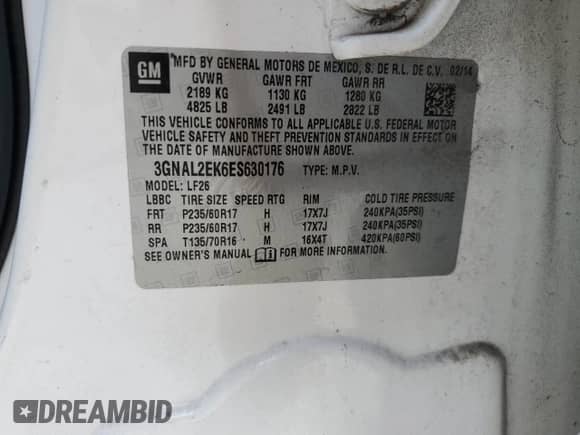 GM
MFD BY GENERAL MOTORS DE MEXICO, S. DE R.L. DE C.V. 02/14
GVWR GAWR FRT GAWR RR
2189 KG 1130 KG 1280 KG
4825 LB 2491 LB 2822 LB
THIS VEHICLE CONFORMS TO ALL APPLICABLE U.S. FEDERAL MOTOR
VEHICLE SAFETY AND THEFT PREVENTION STANDARDS IN EFFECT ON
THE DATE OF MANUFACTURE SHOWN ABOVE.
3GNAL2EK6ES630176 TYPE: M.P.V.
MODEL: LF26
LBBC TIRE SIZE SPEED RTG RIM COLD TIRE PRESSURE
FRT P235/60R17 H 17X7J 240KPA(35PSI)
RR P235/60R17 H 17X7J 240KPA(35PSI)
SPA T135/70R16 M 16X4T 420KPA(60PSI)
SEE OWNER'S MANUAL FOR MORE INFORMATION
DREAMBID